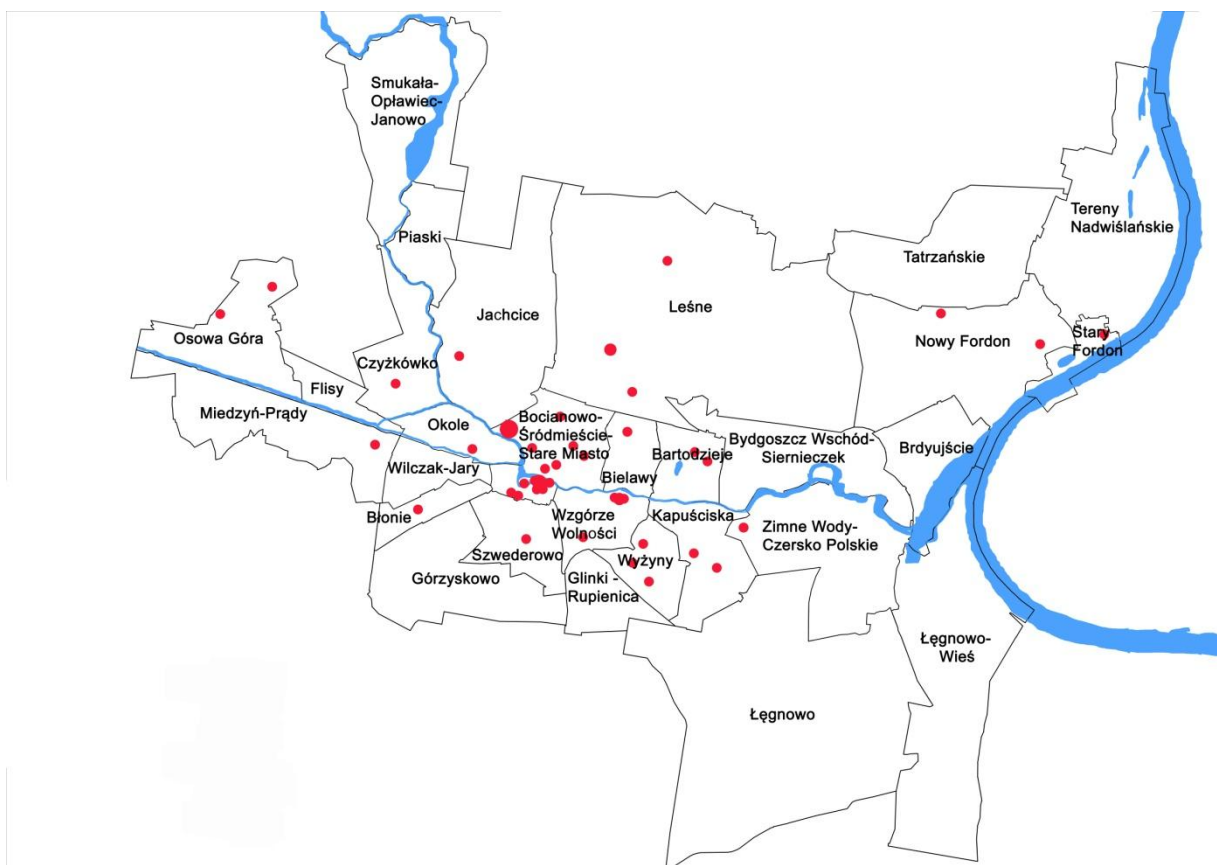 Smukała-
Opławiec-
Janowo
Piaski
Tereny
Nadwiślańskie
Tatrzańskie
Leśne
Jachcice
Osowa Góra
Nowy Fordon
Stary
Fordon
Czyżkówko
Flisy
Miedzyń-Prądy
Okole
Bocianowo-
Śródmieście-
Stare Miasto
Bydgoszcz Wschód-
Siernieczek
Brdyujście
Wilczak-Jary
Bielawy
Bartodzieje
Błonie
Wzgórze
Wolności
Kapuściska
Zimne Wody-
Czersko Polskie
Szwederowo
Wyżyny
Górzyskowo
Glinki -
Rupienica
Łęgnowo-
Wieś
Łęgnowo